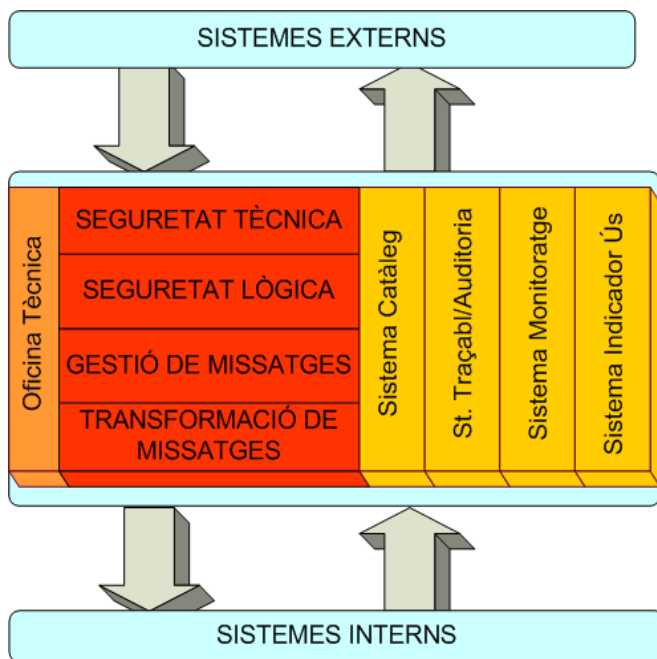 SISTEMES EXTERNS
Oficina Tècnica
SEGURETAT TÈCNICA
SEGURETAT LÒGICA
GESTIÓ DE MISSATGES
TRANSFORMACIÓ DE
MISSATGES
Sistema Catàleg
St. Traçabl/Auditoria
Sistema Monitoratge
Sistema Indicador Ús
SISTEMES INTERNS